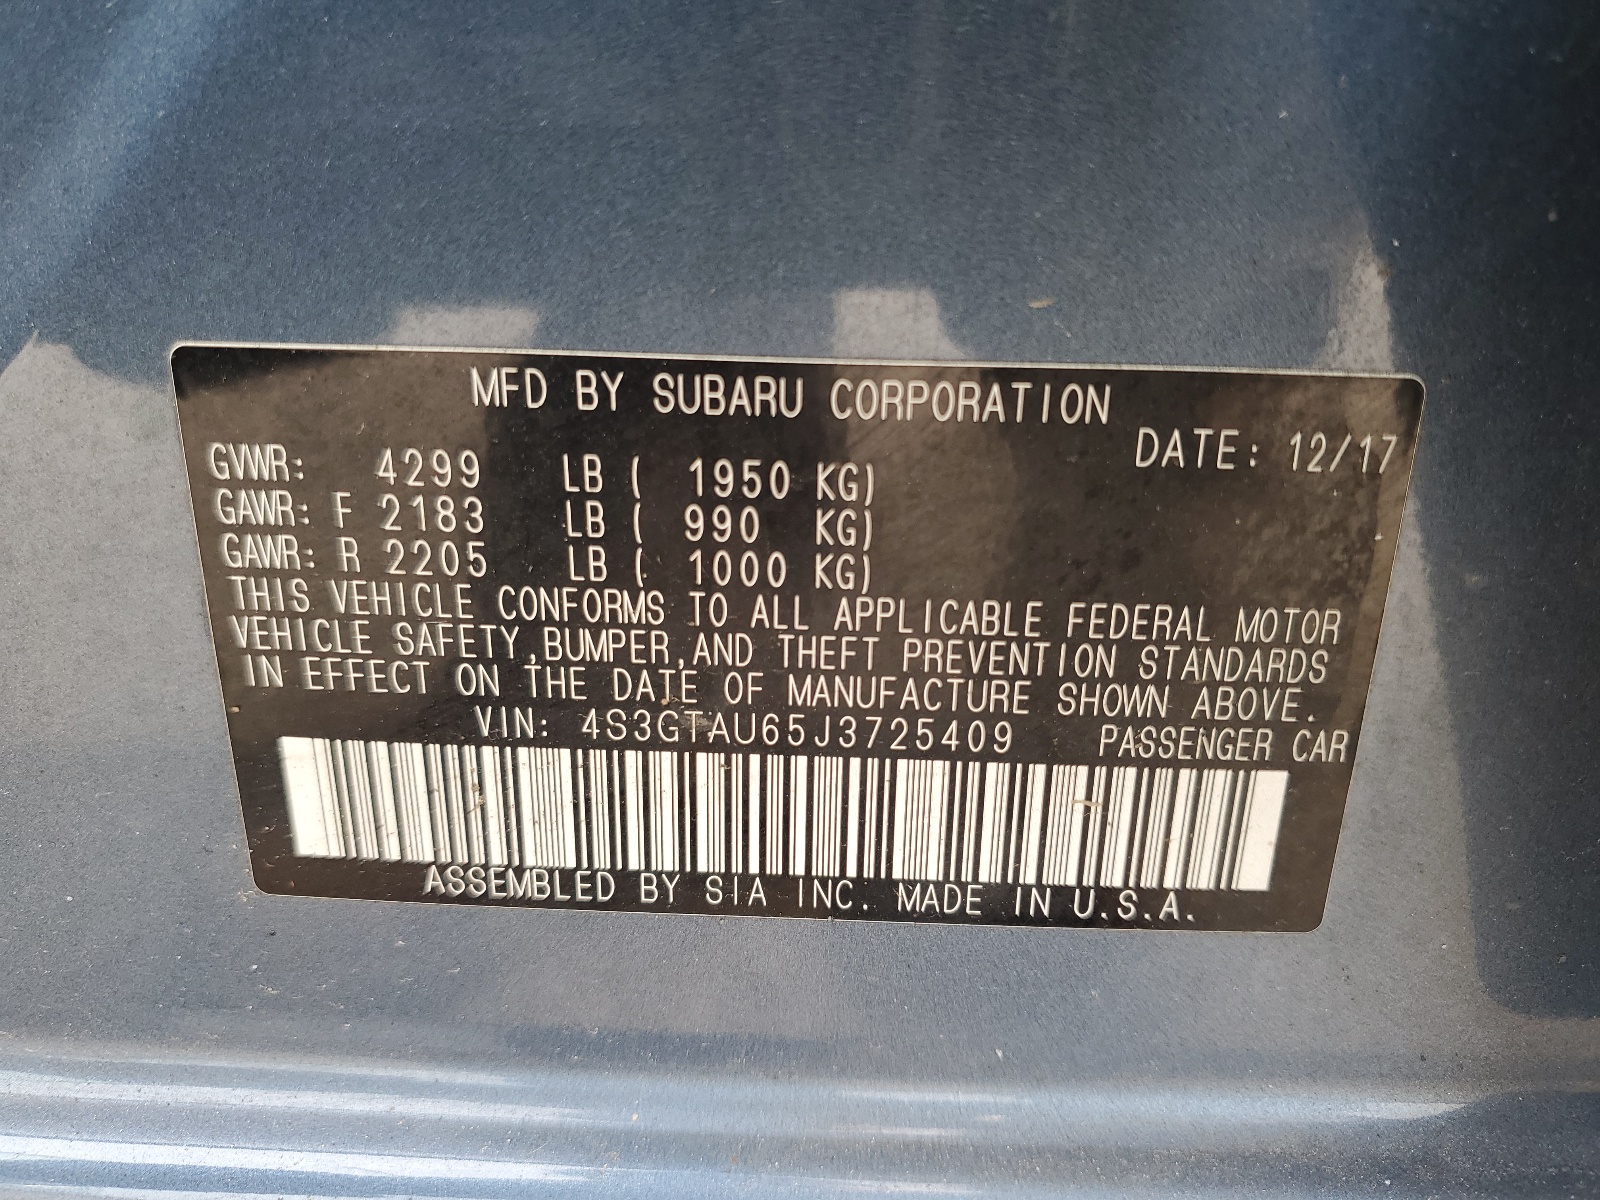 MFD BY SUBARU CORPORATION
DATE: 12/17
GVWR: 4299 LB ( 1950 KG)
GAWR: F 2183 LB ( 990 KG)
GAWR: R 2205 LB ( 1000 KG)
THIS VEHICLE CONFORMS TO ALL APPLICABLE FEDERAL MOTOR
VEHICLE SAFETY,BUMPER,AND THEFT PREVENTION STANDARDS
IN EFFECT ON THE DATE OF MANUFACTURE SHOWN ABOVE.
VIN: 4S3GTAU65J3725409 PASSENGER CAR
ASSEMBLED BY SIA INC. MADE IN U.S.A.